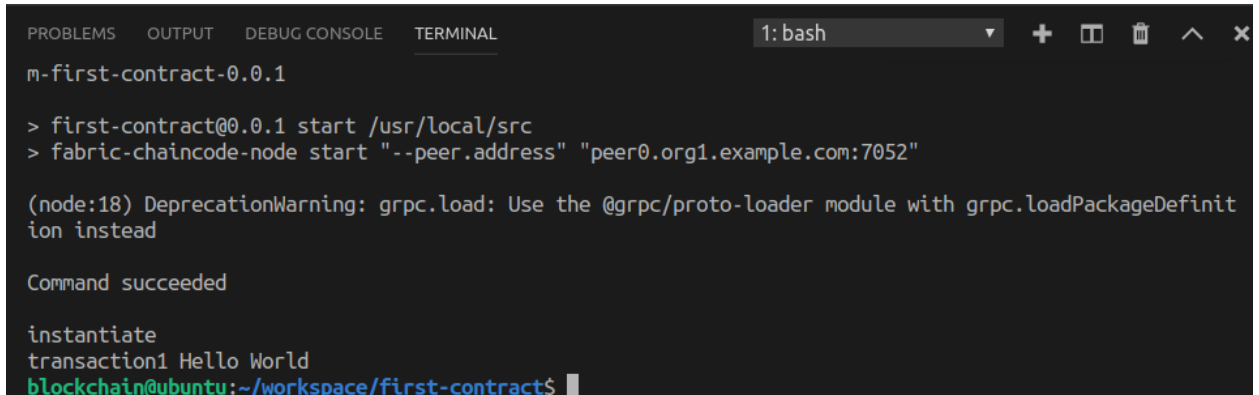 PROBLEMS OUTPUT DEBUG CONSOLE TERMINAL 1: bash
m-first-contract-0.0.1
> first-contract@0.0.1 start /usr/local/src
> fabric-chaincode-node start "--peer.address" "peer0.org1.example.com:7052"
(node:18) DeprecationWarning: grpc.load: Use the @grpc/proto-loader module with grpc.loadPackageDefinit
ion instead
Command succeeded
instantiate
transaction1 Hello World
blockchain@ubuntu:~/workspace/first-contract$